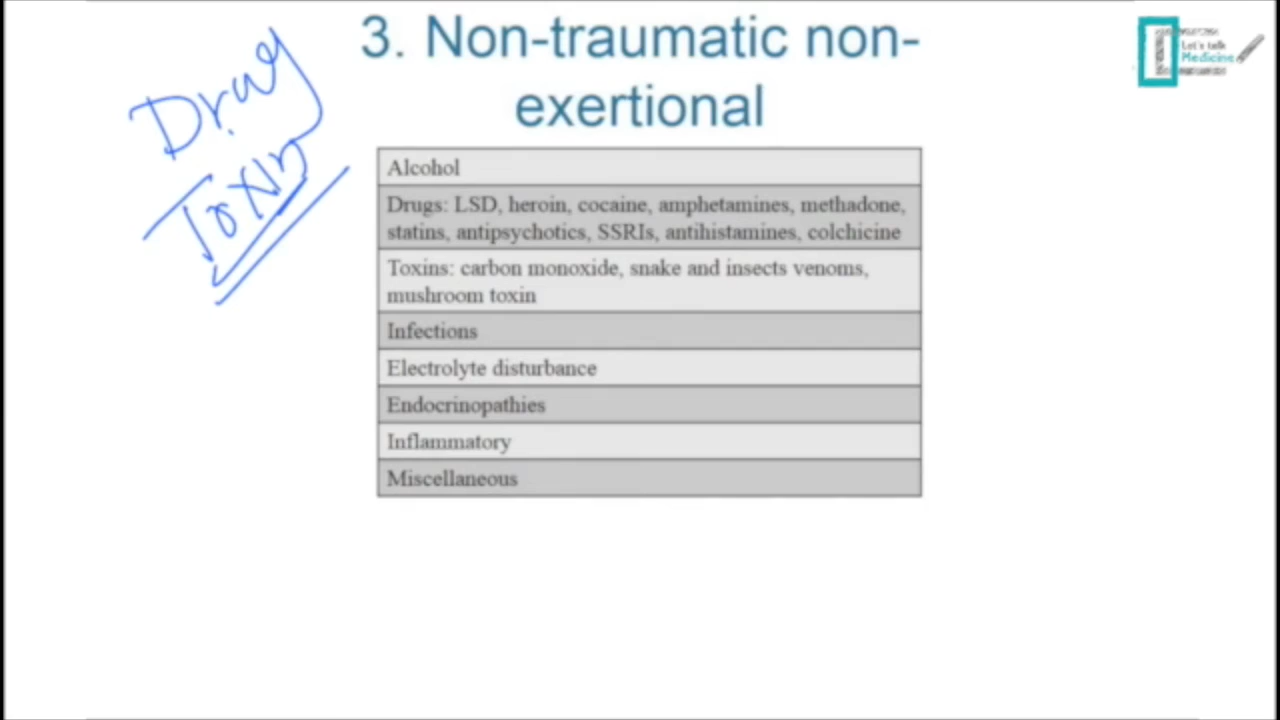 3. Non-traumatic non-
exertional
Let's talk
Medicine
Drug
Toxin
Alcohol
Drugs: LSD, heroin, cocaine, amphetamines, methadone,
statins, antipsychotics, SSRIs, antihistamines, colchicine
Toxins: carbon monoxide, snake and insects venoms,
mushroom toxin
Infections
Electrolyte disturbance
Endocrinopathies
Inflammatory
Miscellaneous